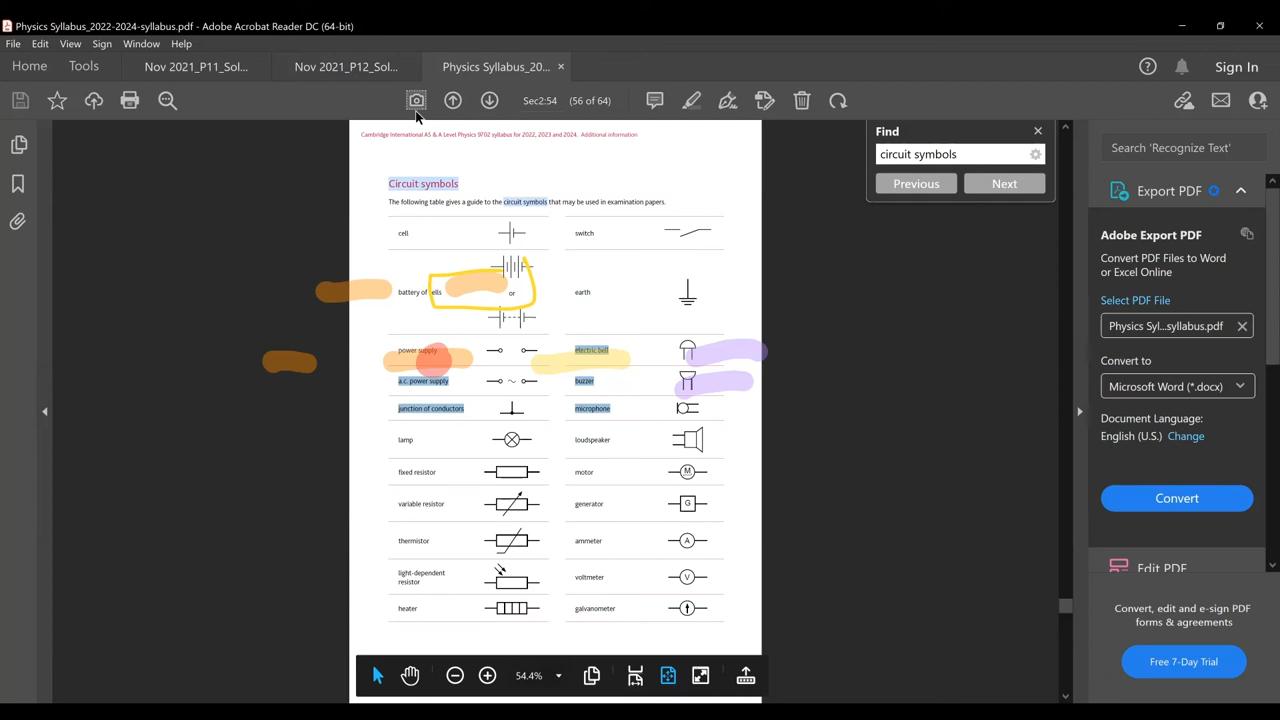 Physics Syllabus_2022-2024-syllabus.pdf - Adobe Acrobat Reader DC (64-bit)
File Edit View Sign Window Help
Home Tools Nov 2021_P11_Sol... Nov 2021_P12_Sol... Physics Syllabus_20... Sign In
Sec2:54 (56 of 64)
Cambridge International AS & A Level Physics 9702 syllabus for 2022, 2023 and 2024. Additional information
Find
circuit symbols
Previous Next
Circuit symbols
The following table gives a guide to the circuit symbols that may be used in examination papers.
cell switch
battery of cells or earth
power supply electric bell
a.c. power supply buzzer
junction of conductors microphone
lamp loudspeaker
fixed resistor motor M
variable resistor generator G
thermistor ammeter A
light-dependent
resistor voltmeter V
heater galvanometer
54.4%
Search 'Recognize Text'
Export PDF
Adobe Export PDF
Convert PDF Files to Word
or Excel Online
Select PDF File
Physics Syl...syllabus.pdf
Convert to
Microsoft Word (*.docx)
Document Language:
English (U.S.) Change
Convert
Edit PDF
Convert, edit and e-sign PDF
forms & agreements
Free 7-Day Trial